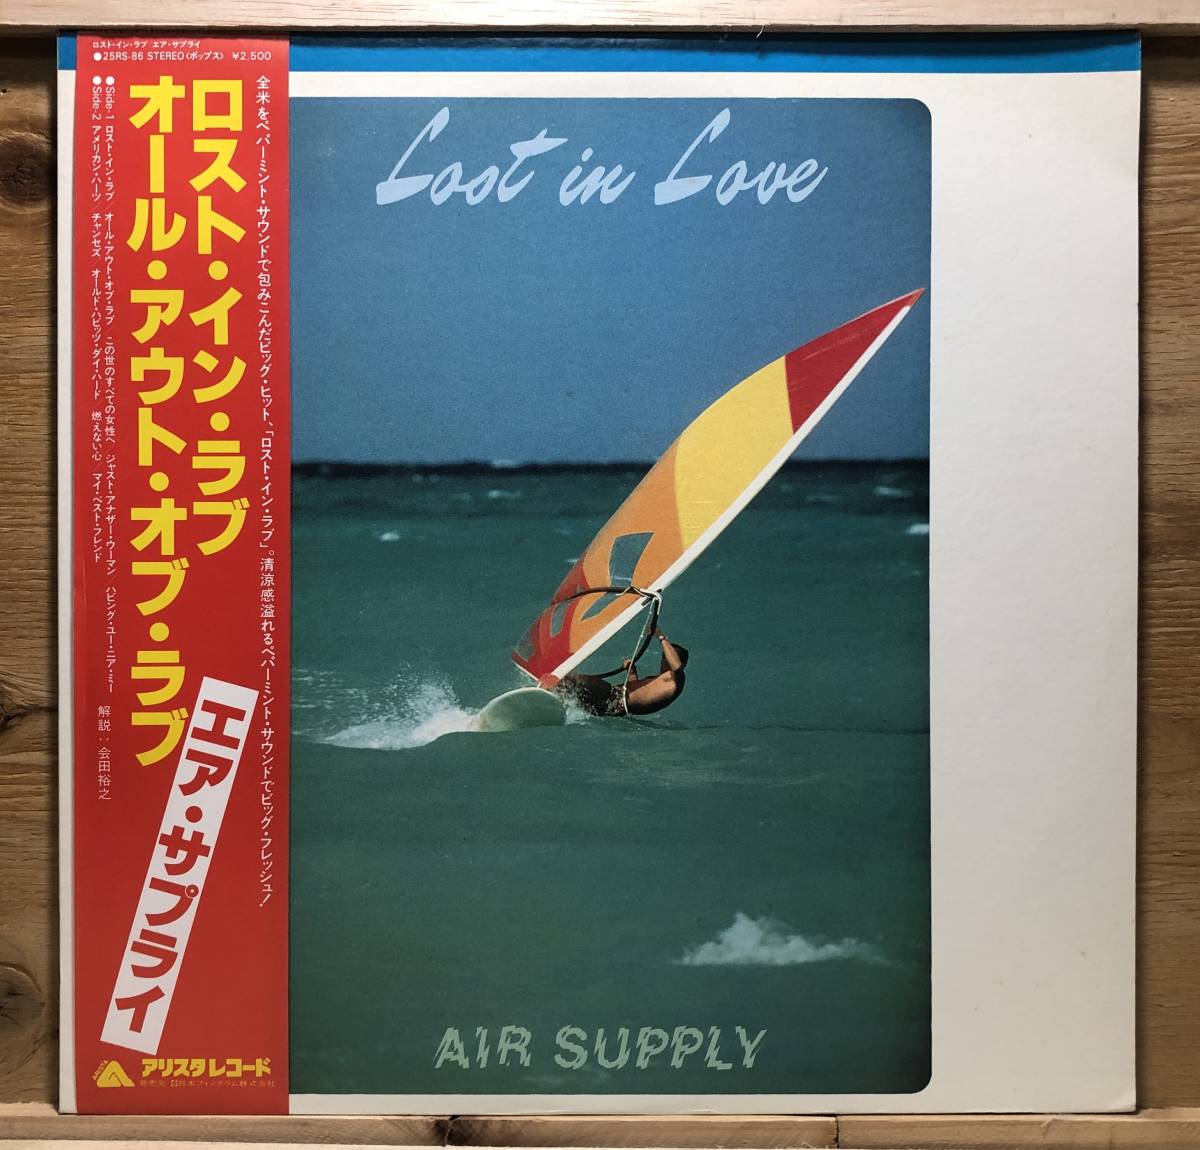 ロスト・イン・ラブ エア・サプライ
●25RS-86 STEREO〈ポップス〉 ¥2,500
全米をペパーミント・サウンドで包みこんだビッグ・ヒット、「ロスト・イン・ラブ」。清涼感溢れるペパーミント・サウンドでビッグ・フレッシュ!
ロスト・イン・ラブ
オール・アウト・オブ・ラブ
●Side-1 ロスト・イン・ラブ/オール・アウト・オブ・ラブ/この世のすべての女性へ/ジャスト・アナザー・ウーマン/ハビング・ユー・ニア・ミー
●Side-2 アメリカン・ハーツ/チャンセズ/オールド・ハビッツ・ダイ・ハード/燃えない心/マイ・ベスト・フレンド
解説:会田裕之
エア・サプライ
ARISTA
アリスタレコード
発売元 日本フォノグラム株式会社
Lost in Love
AIR SUPPLY